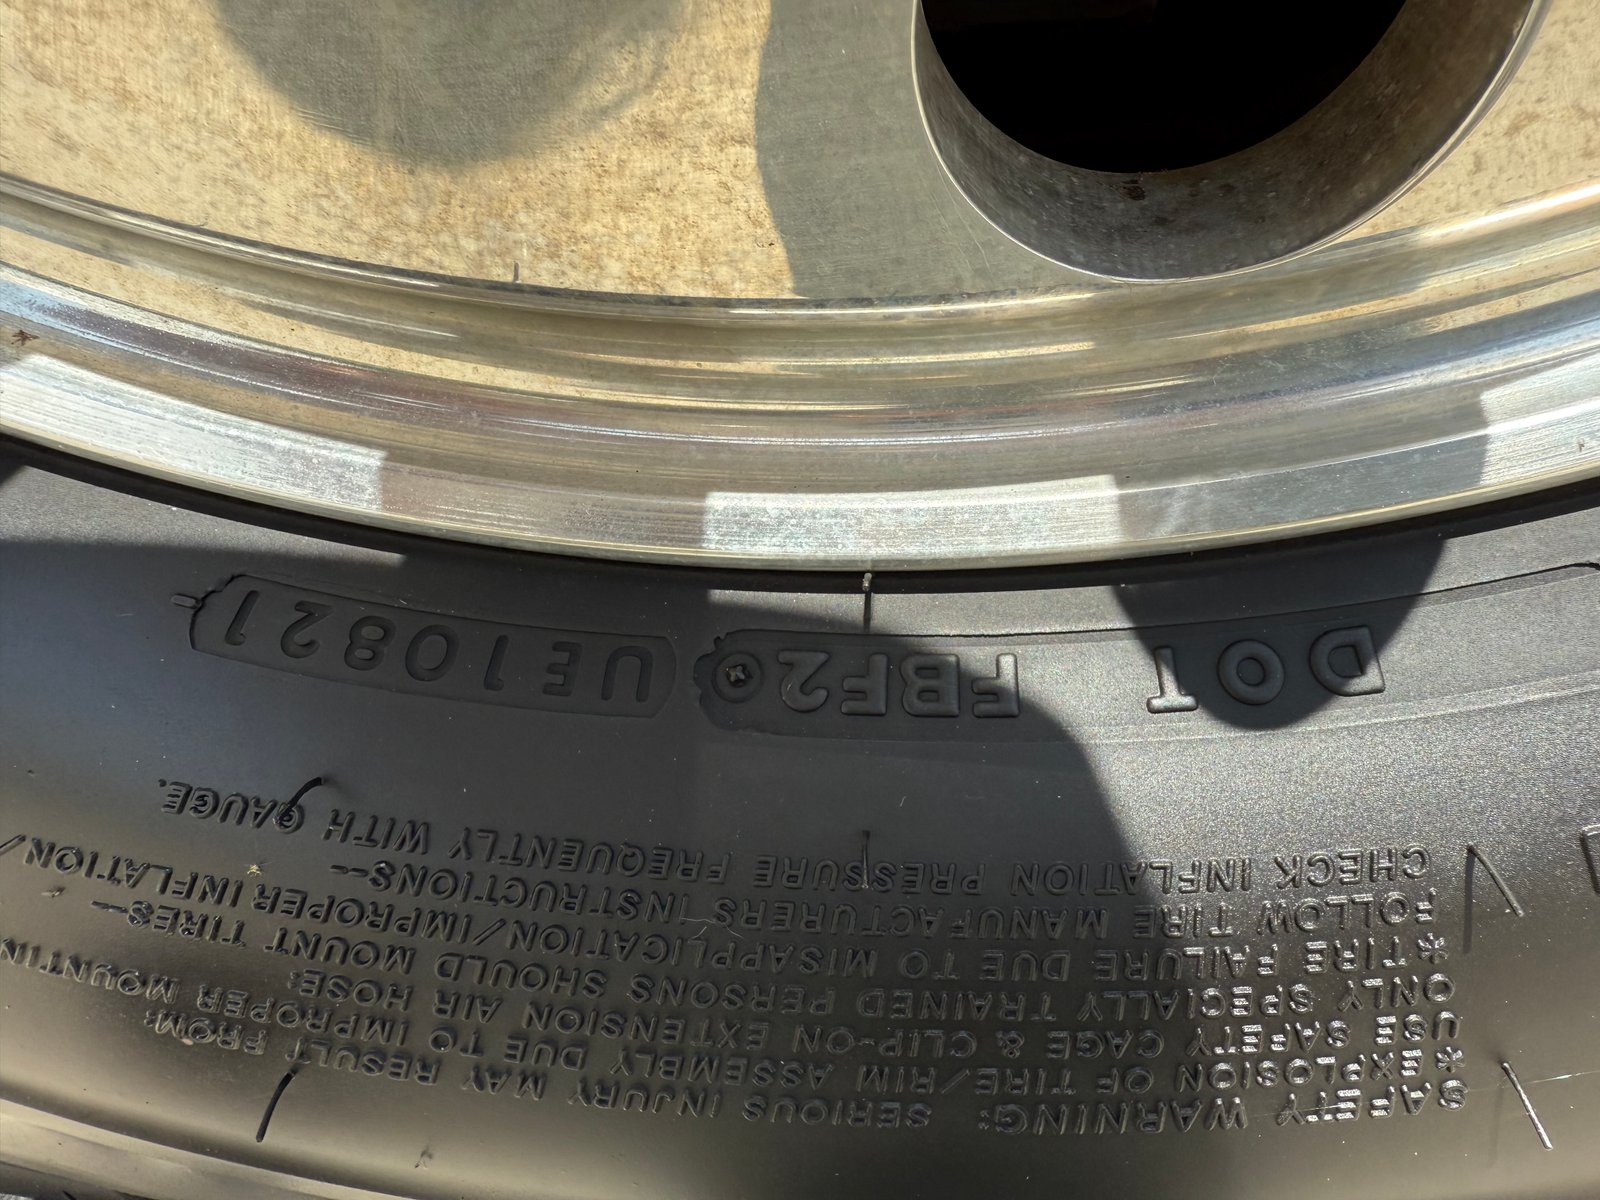 SAFETY WARNING: SERIOUS INJURY MAY RESULT FROM:
*EXPLOSION OF TIRE/RIM ASSEMBLY DUE TO IMPROPER MOUNTIN
USE SAFETY CAGE & CLIP-ON EXTENSION AIR HOSE:
ONLY SPECIALLY TRAINED PERSONS SHOULD MOUNT TIRES--
*TIRE FAILURE DUE TO MISAPPLICATION/IMPROPER INFLATION/
FOLLOW TIRE MANUFACTURERS INSTRUCTIONS--
CHECK INFLATION PRESSURE FREQUENTLY WITH GAUGE.
DOT FBF2 UE10821